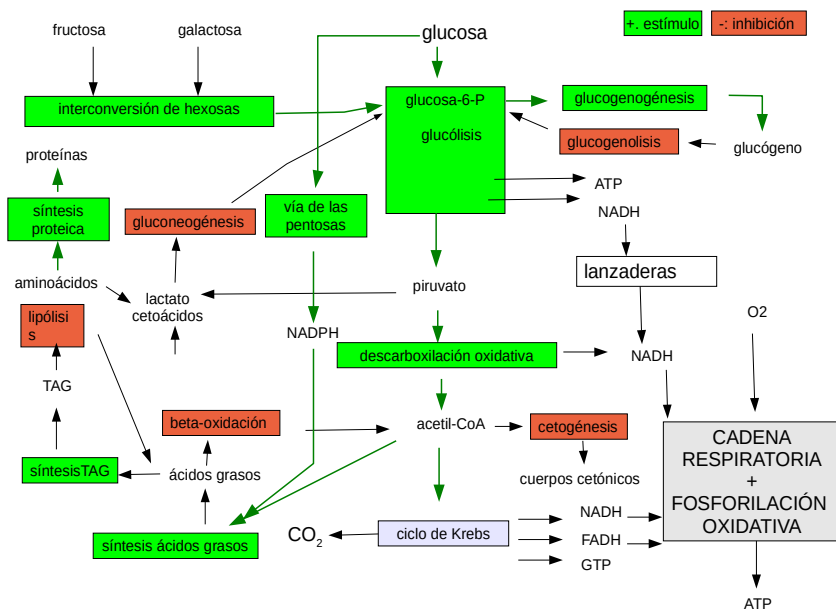 fructosa
galactosa
glucosa
+. estímulo
-: inhibición
interconversión de hexosas
glucosa-6-P
glucólisis
glucogenogénesis
glucogenolisis
glucógeno
proteínas
síntesis
proteica
gluconeogénesis
vía de las
pentosas
ATP
NADH
aminoácidos
lactato
cetoácidos
piruvato
lanzaderas
lipólisi
s
NADPH
O2
descarboxilación oxidativa
NADH
TAG
beta-oxidación
acetil-CoA
cetogénesis
CADENA
RESPIRATORIA
+
FOSFORILACIÓN
OXIDATIVA
síntesisTAG
ácidos grasos
cuerpos cetónicos
síntesis ácidos grasos
CO2
ciclo de Krebs
NADH
FADH
GTP
ATP